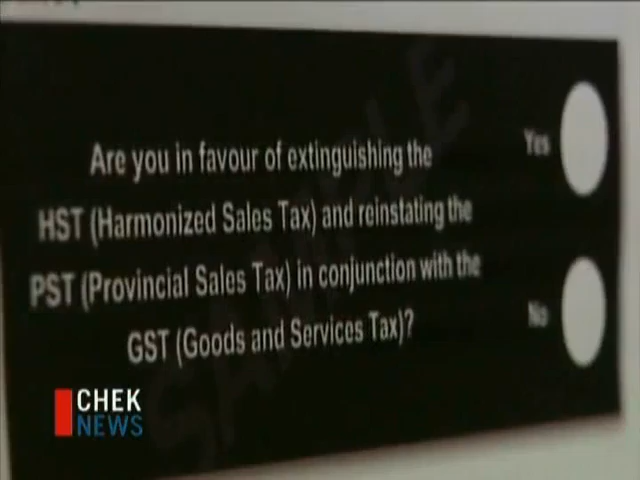 Are you in favour of extinguishing the
Yes
HST (Harmonized Sales Tax) and reinstating the
PST (Provincial Sales Tax) in conjunction with the
No
GST (Goods and Services Tax)?
SAMPLE
CHEK
NEWS